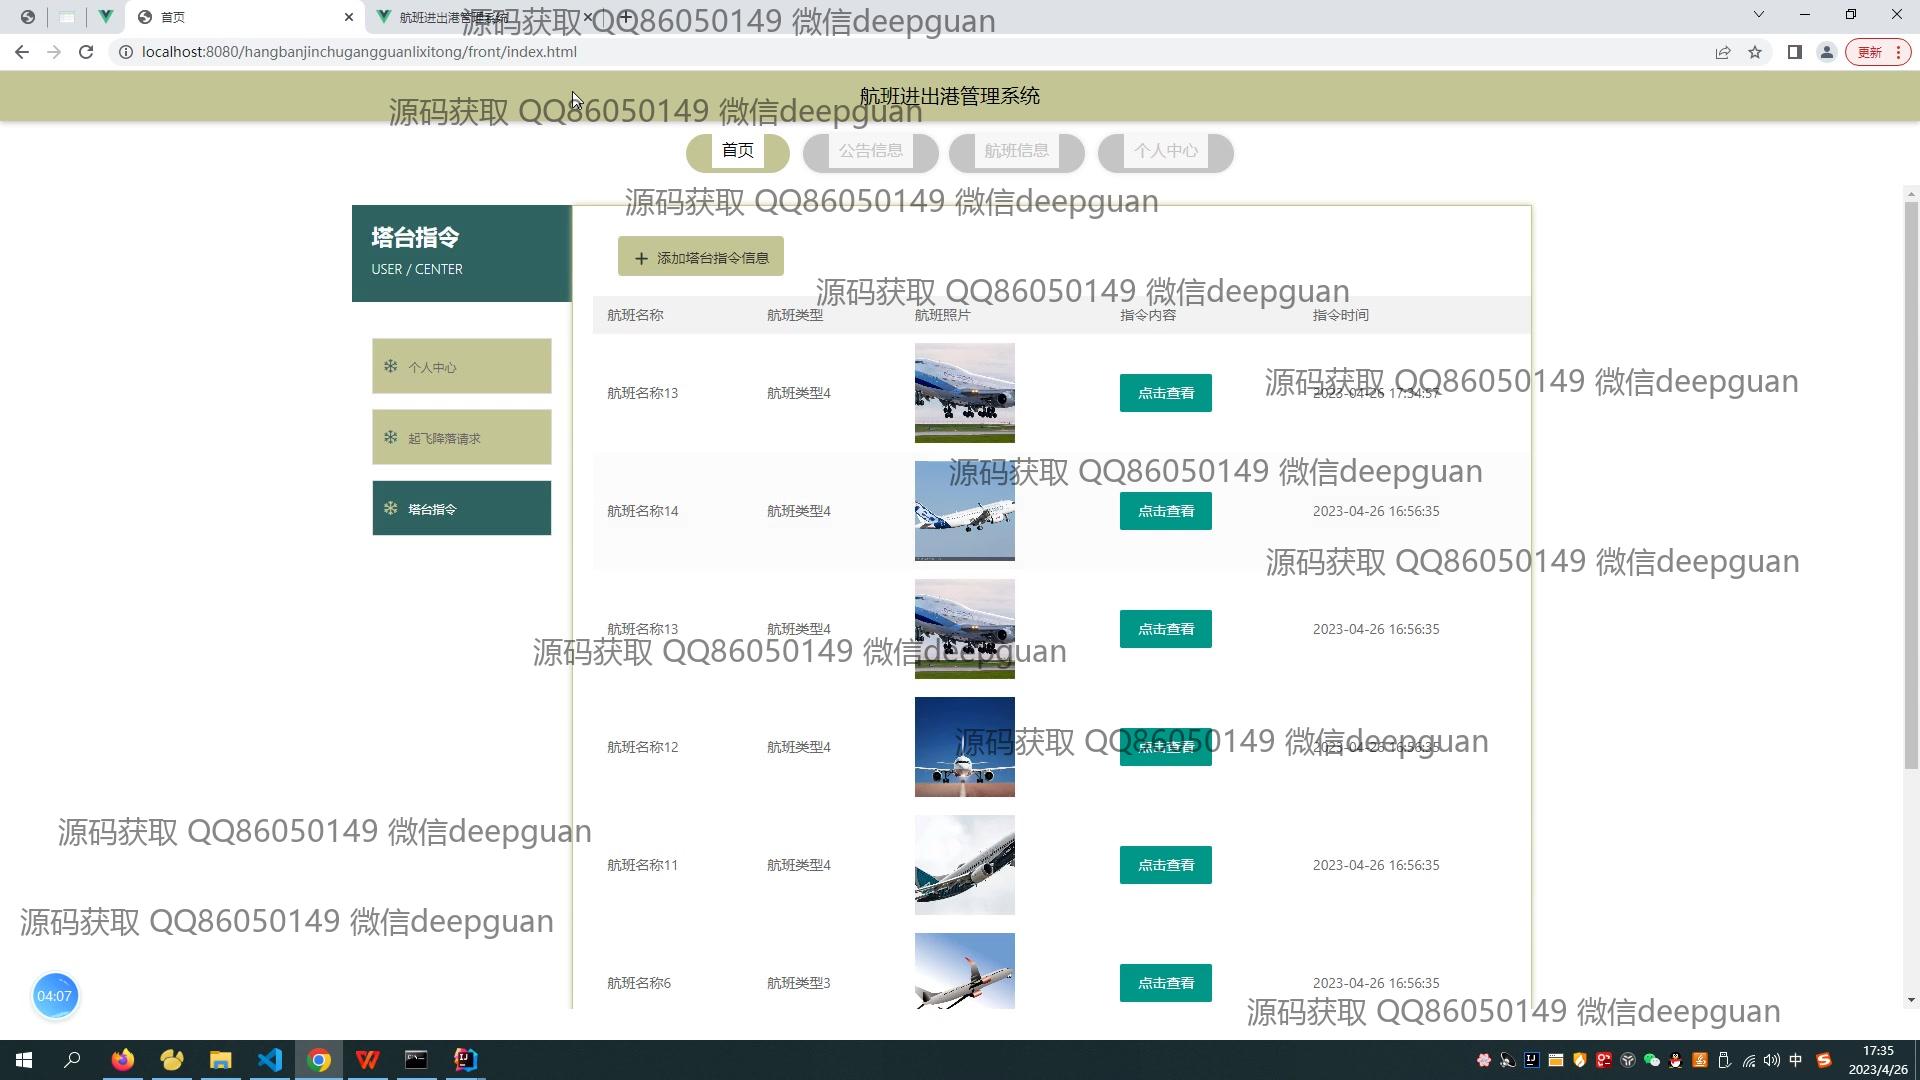 首页
航班进出港管理系统
源码获取 QQ86050149 微信deepguan
localhost:8080/hangbanjinchugangguanlixitong/front/index.html
更新
航班进出港管理系统
源码获取 QQ86050149 微信deepguan
首页 公告信息 航班信息 个人中心
源码获取 QQ86050149 微信deepguan
塔台指令
USER / CENTER
添加塔台指令信息
源码获取 QQ86050149 微信deepguan
航班名称 航班类型 航班照片 指令内容 指令时间
个人中心
起飞降落请求
塔台指令
航班名称13 航班类型4 点击查看 2023-04-26 17:34:57
源码获取 QQ86050149 微信deepguan
源码获取 QQ86050149 微信deepguan
航班名称14 航班类型4 点击查看 2023-04-26 16:56:35
源码获取 QQ86050149 微信deepguan
航班名称13 航班类型4 点击查看 2023-04-26 16:56:35
源码获取 QQ86050149 微信deepguan
航班名称12 航班类型4 点击查看 2023-04-26 16:56:35
源码获取 QQ86050149 微信deepguan
源码获取 QQ86050149 微信deepguan
航班名称11 航班类型4 点击查看 2023-04-26 16:56:35
源码获取 QQ86050149 微信deepguan
航班名称6 航班类型3 点击查看 2023-04-26 16:56:35
04:07
源码获取 QQ86050149 微信deepguan
中
17:35
2023/4/26